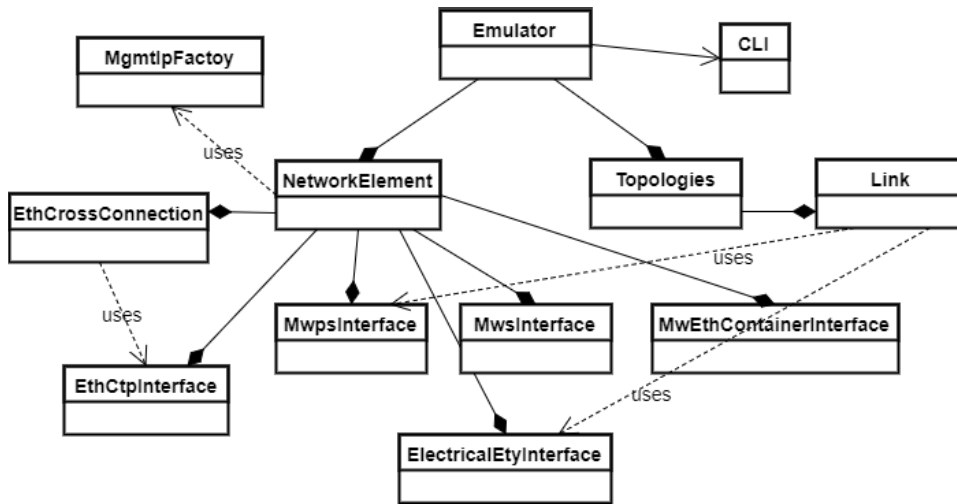 Emulator
CLI
MgmtIpFactoy
uses
NetworkElement
Topologies
Link
EthCrossConnection
uses
uses
MwpsInterface
MwsInterface
MwEthContainerInterface
EthCtpInterface
uses
ElectricalEtyInterface